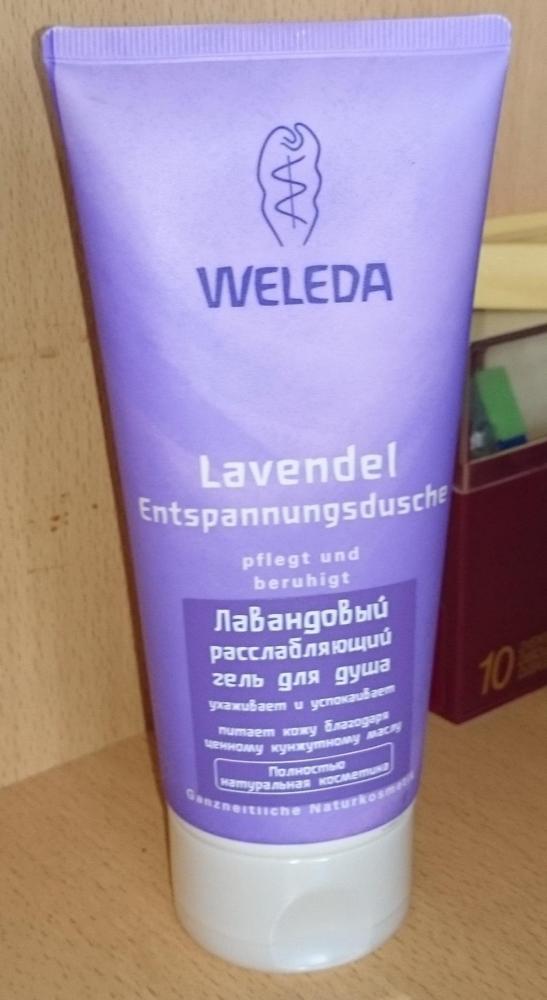 WELEDA
Lavendel
Entspannungsdusche
pflegt und
beruhigt
Лавандовый
расслабляющий
гель для душа
ухаживает и успокаивает
питает кожу благодаря
ценному кунжутному маслу
Полностью
натуральная косметика
Ganzheitliche Naturkosmetik
10